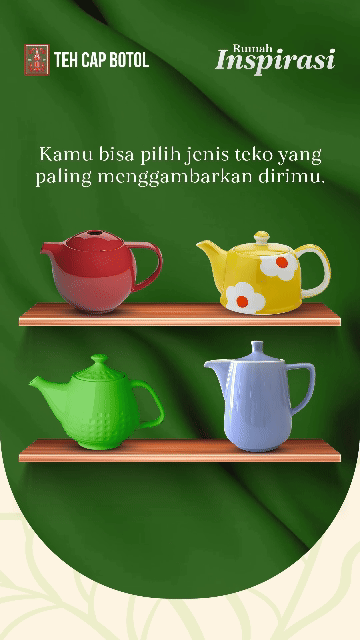 TEH CAP BOTOL
Rumah
Inspirasi
Kamu bisa pilih jenis teko yang
paling menggambarkan dirimu.